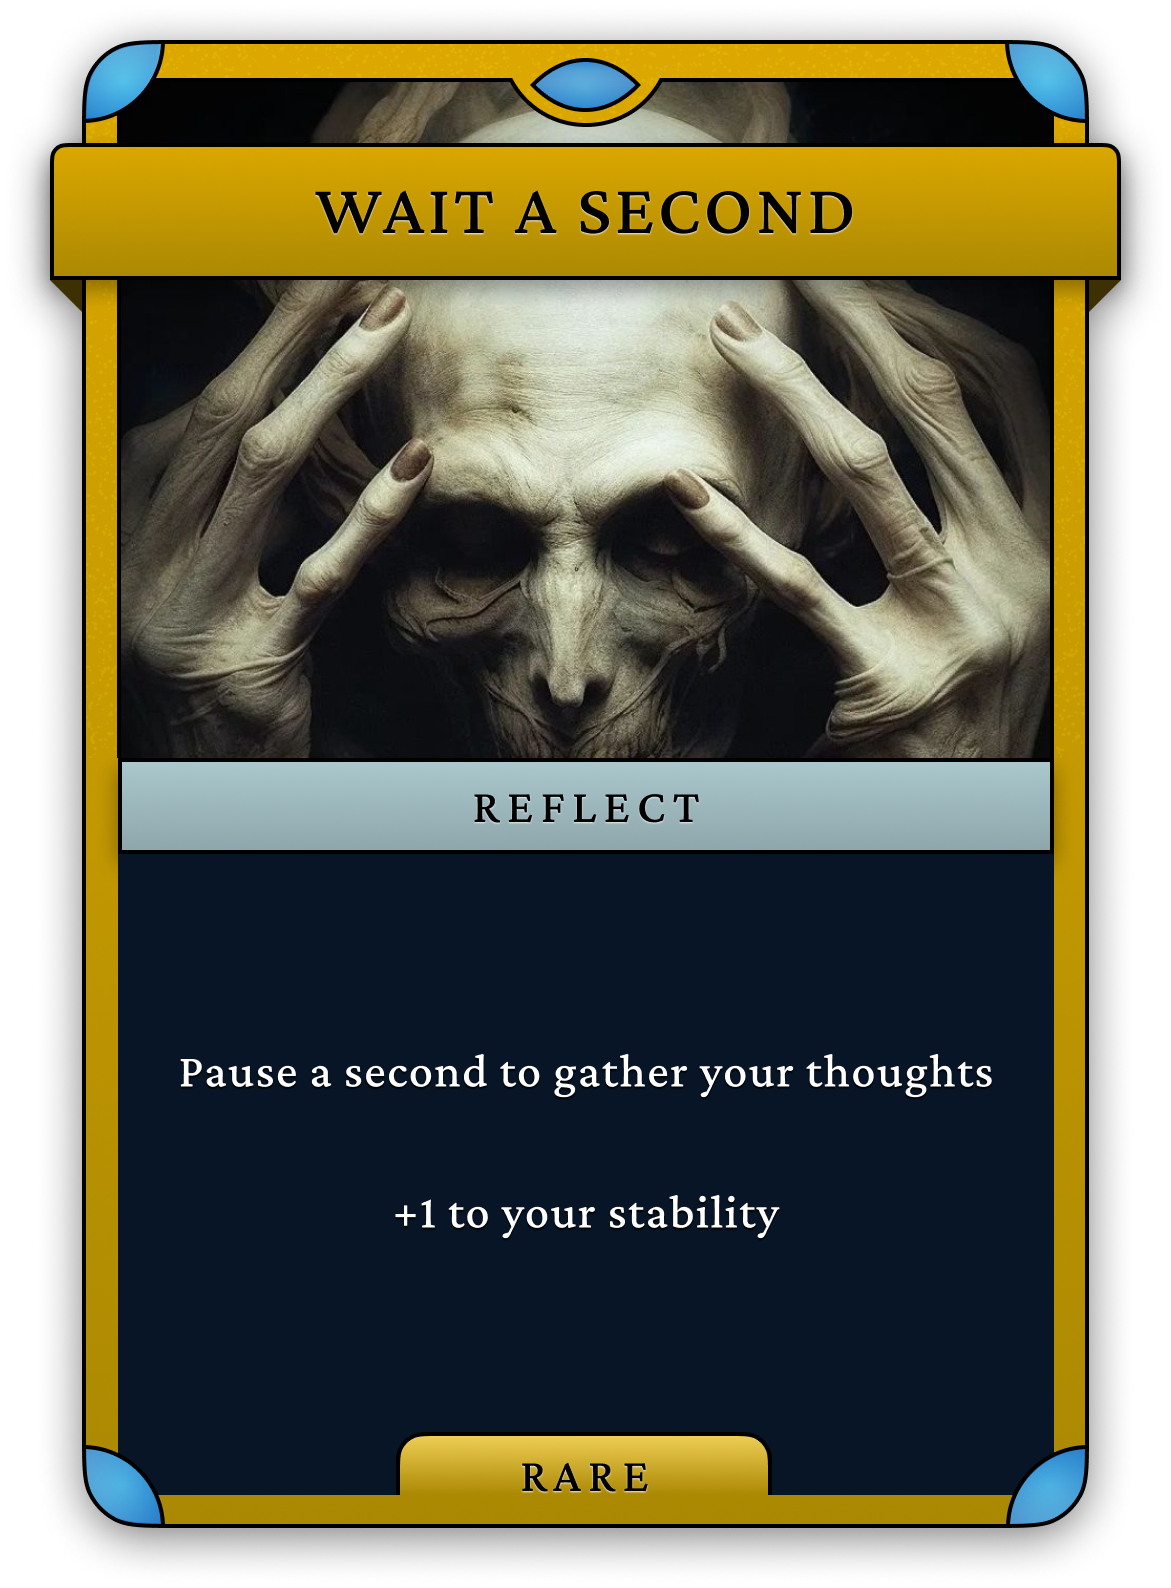 WAIT A SECOND
REFLECT
Pause a second to gather your thoughts
+1 to your stability
RARE